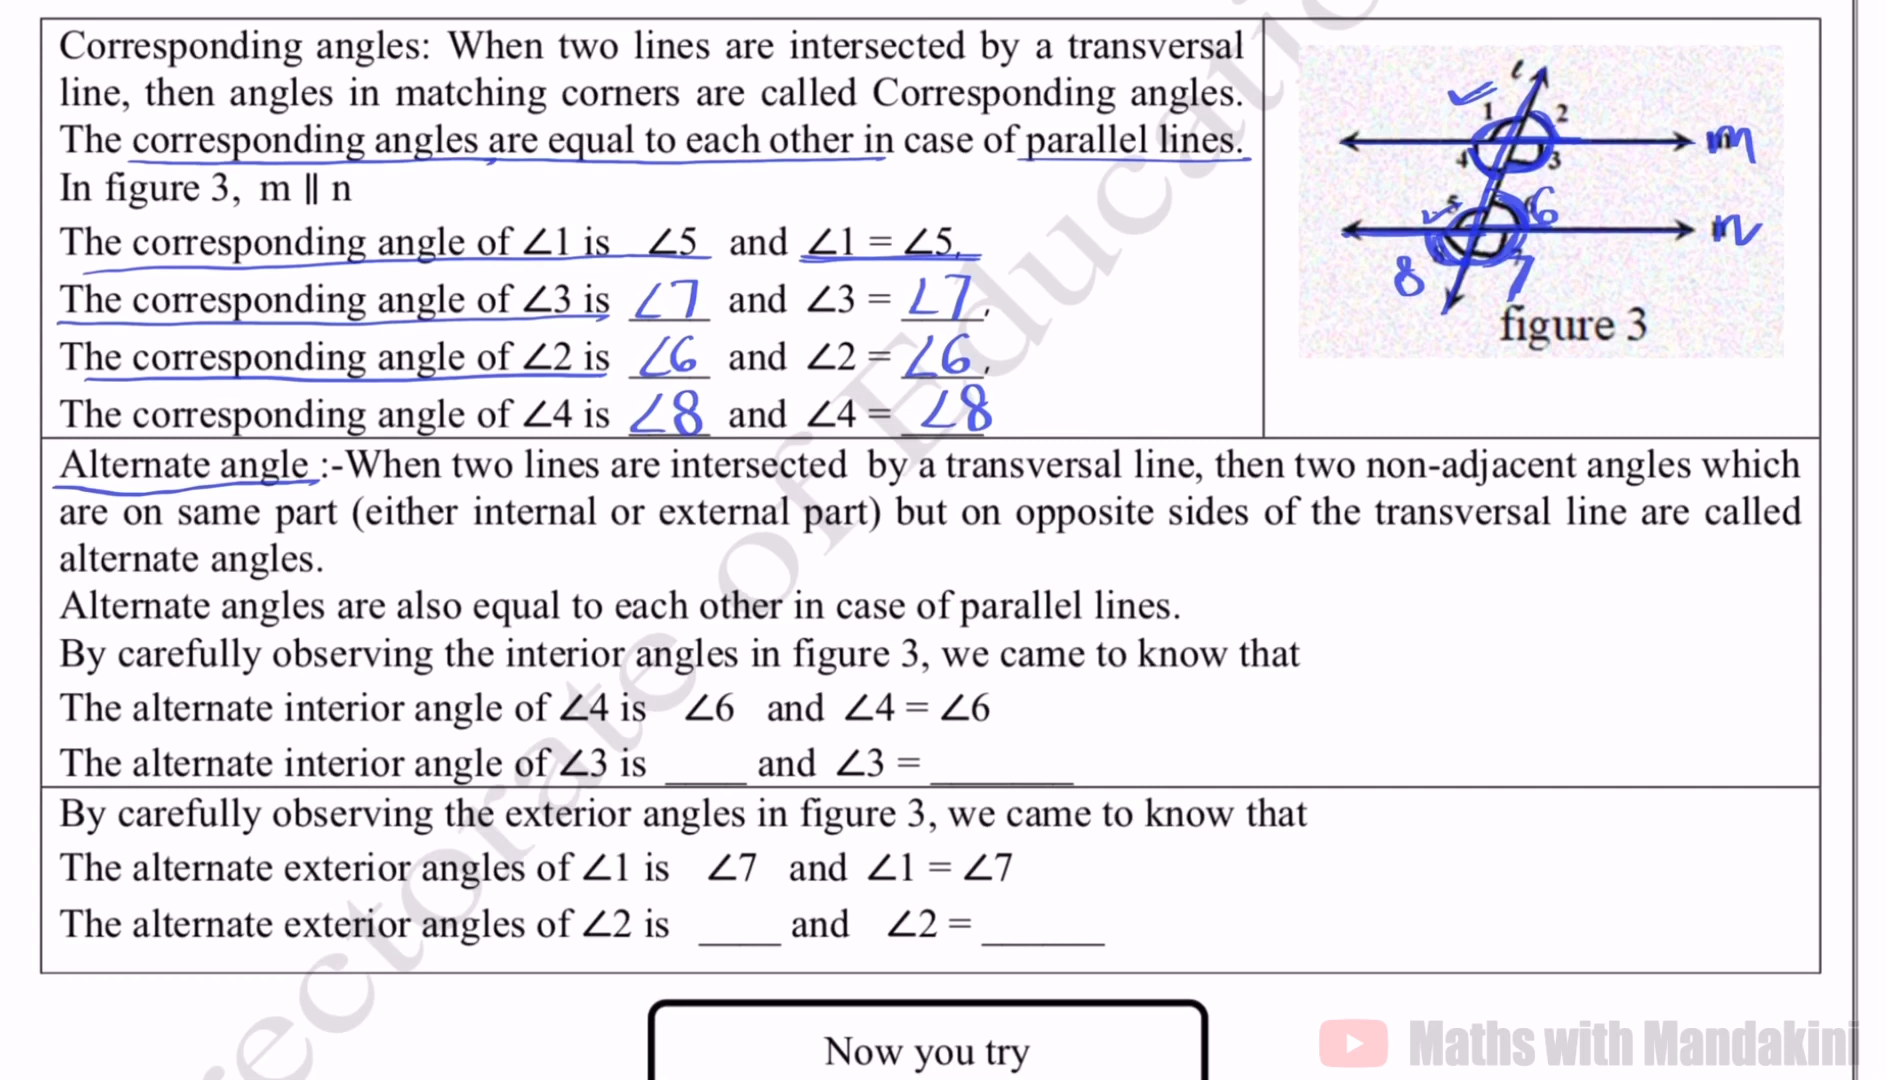 Corresponding angles: When two lines are intersected by a transversal
line, then angles in matching corners are called Corresponding angles.
The corresponding angles are equal to each other in case of parallel lines.
In figure 3, m || n
The corresponding angle of ∠1 is ∠5 and ∠1 = ∠5,
The corresponding angle of ∠3 is ∠7 and ∠3 = ∠7,
The corresponding angle of ∠2 is ∠6 and ∠2 = ∠6,
The corresponding angle of ∠4 is ∠8 and ∠4 = ∠8
ℓ
1 2
m
4 3
5 6
n
8 7
figure 3
Alternate angle :-When two lines are intersected by a transversal line, then two non-adjacent angles which
are on same part (either internal or external part) but on opposite sides of the transversal line are called
alternate angles.
Alternate angles are also equal to each other in case of parallel lines.
By carefully observing the interior angles in figure 3, we came to know that
The alternate interior angle of ∠4 is ∠6 and ∠4 = ∠6
The alternate interior angle of ∠3 is ____ and ∠3 = _______
By carefully observing the exterior angles in figure 3, we came to know that
The alternate exterior angles of ∠1 is ∠7 and ∠1 = ∠7
The alternate exterior angles of ∠2 is ____ and ∠2 = ______
Now you try
Maths with Mandakini
ectorate of Educatio